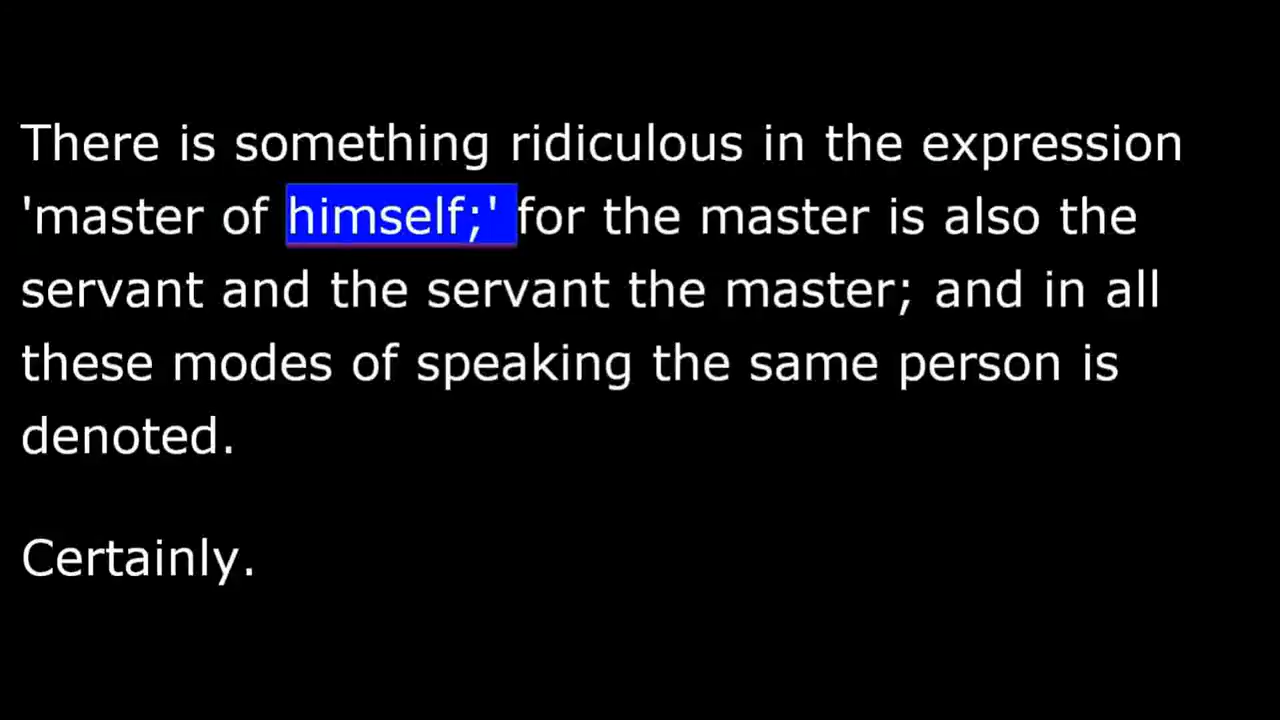 There is something ridiculous in the expression
'master of himself;' for the master is also the
servant and the servant the master; and in all
these modes of speaking the same person is
denoted.
Certainly.